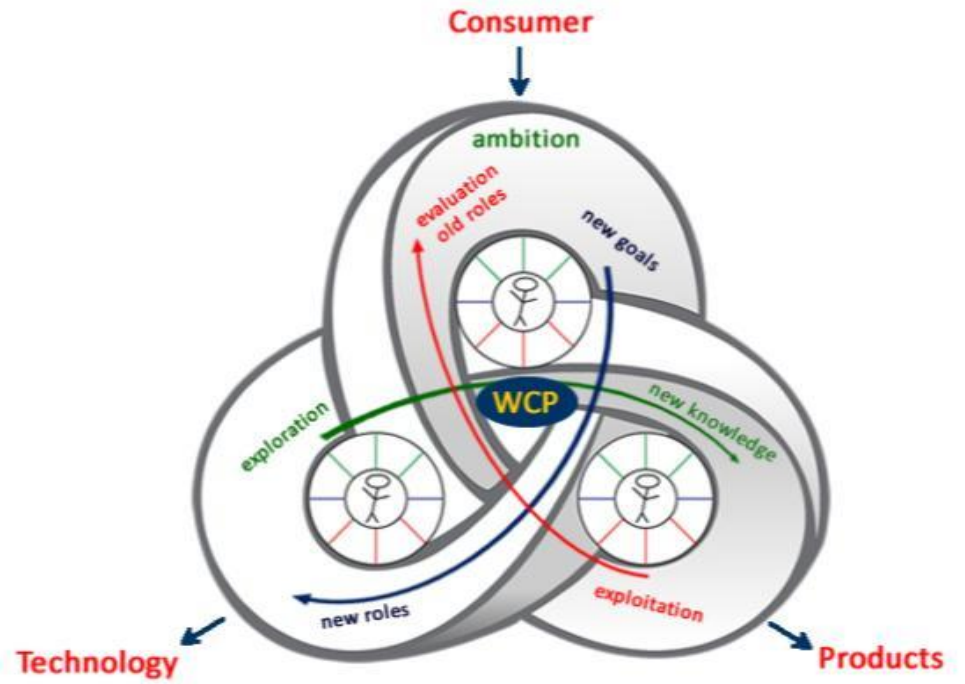 Consumer
ambition
evaluation
old roles
new goals
WCP
exploration
new knowledge
new roles
exploitation
Technology
Products